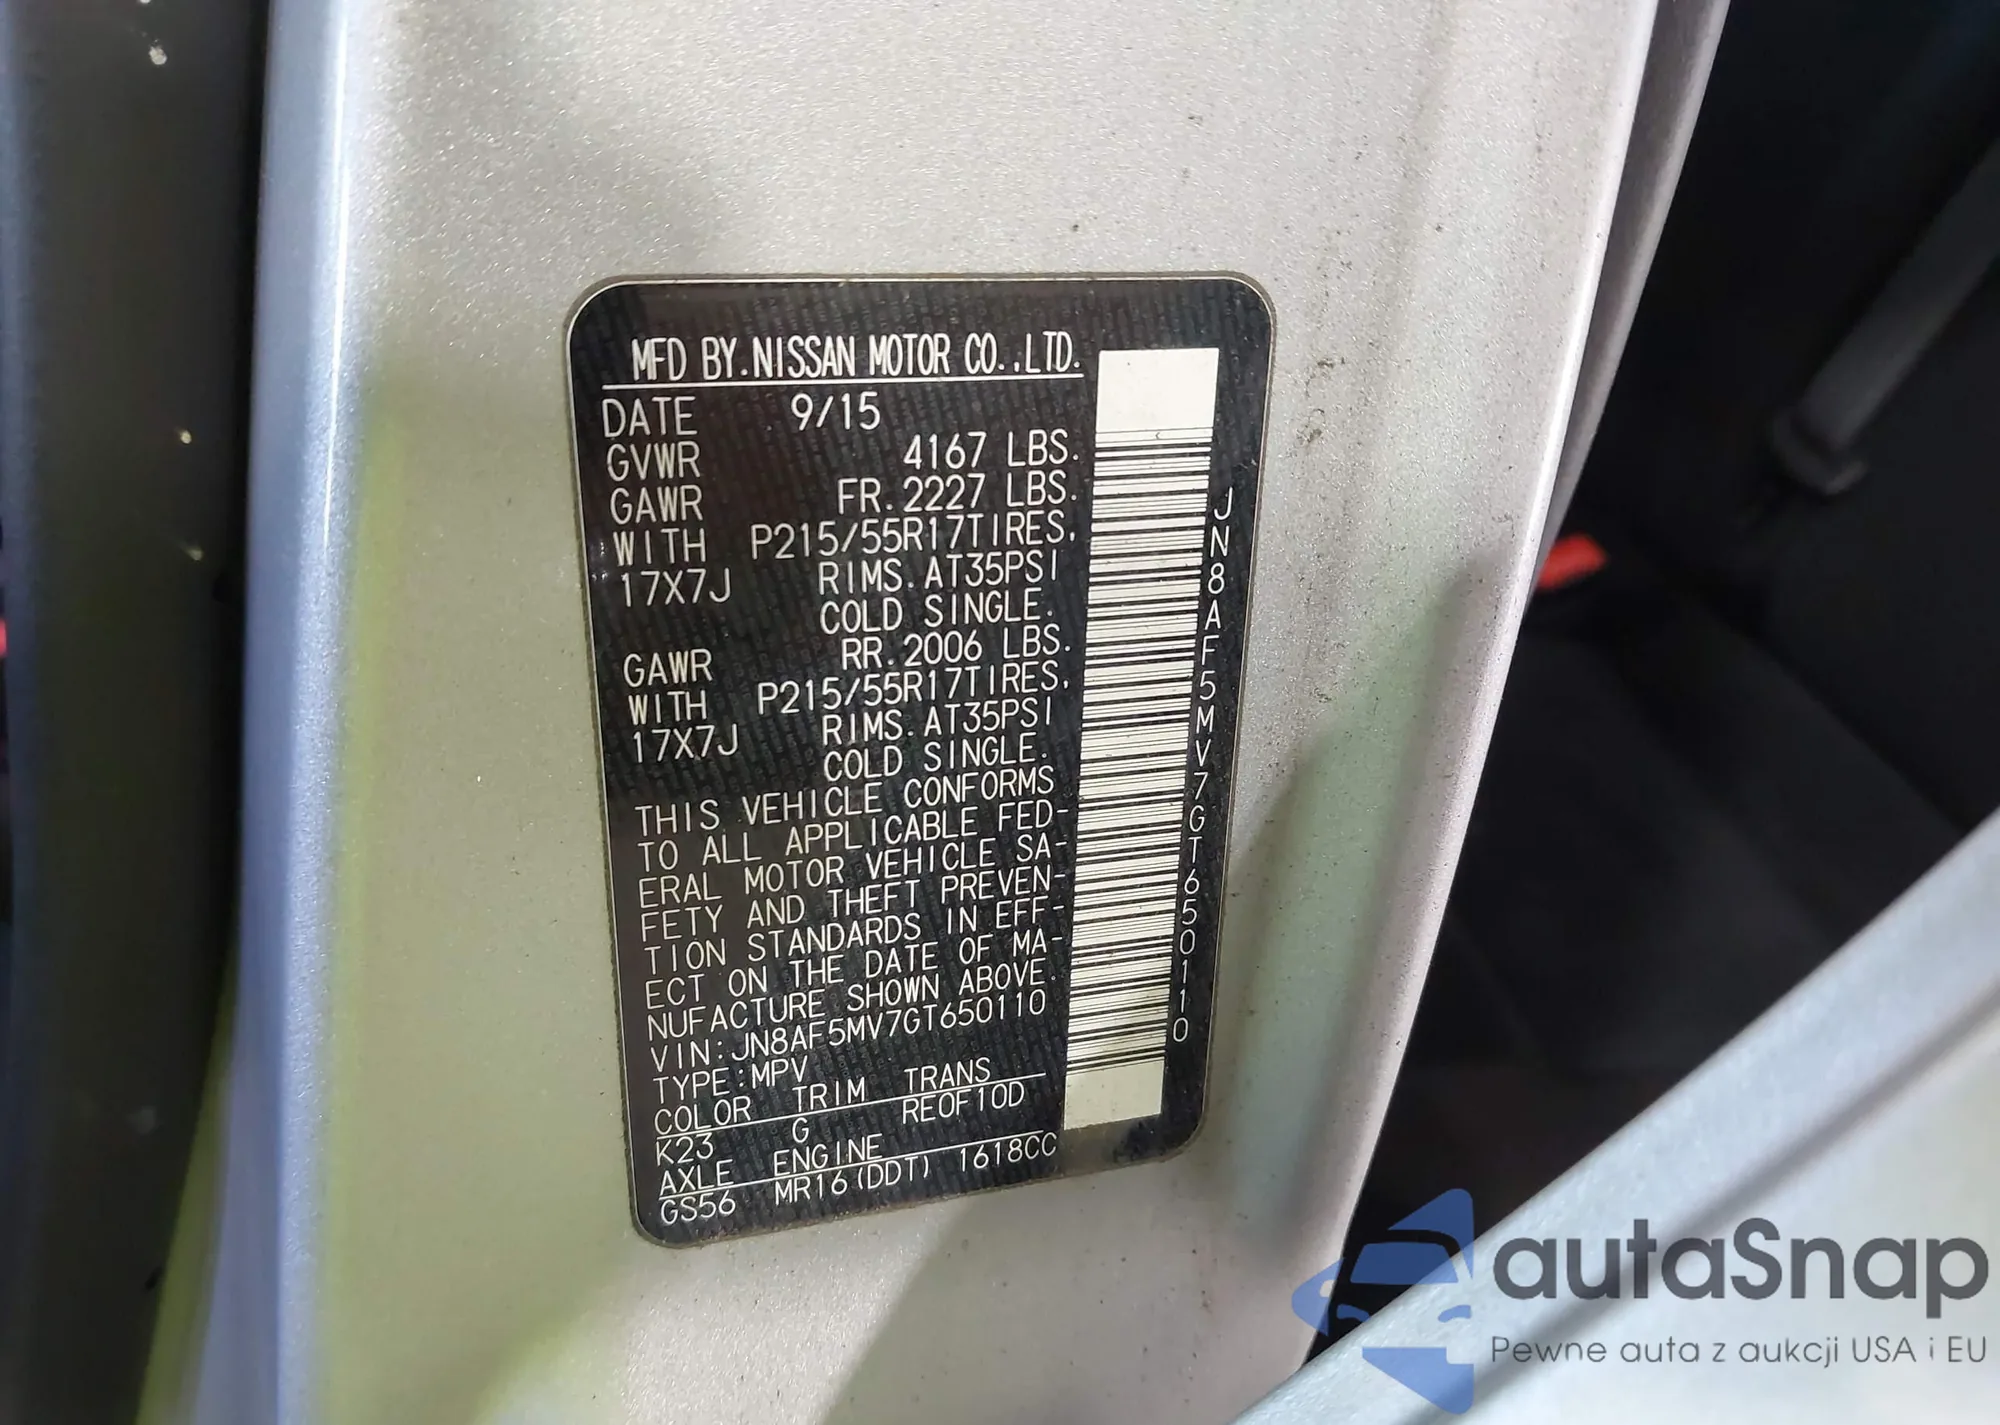 MFD BY.NISSAN MOTOR CO.,LTD.
DATE 9/15
GVWR 4167 LBS.
GAWR FR.2227 LBS.
WITH P215/55R17TIRES,
17X7J RIMS.AT35PSI
COLD SINGLE.
GAWR RR.2006 LBS.
WITH P215/55R17TIRES,
17X7J RIMS.AT35PSI
COLD SINGLE.
THIS VEHICLE CONFORMS
TO ALL APPLICABLE FED-
ERAL MOTOR VEHICLE SA-
FETY AND THEFT PREVEN-
TION STANDARDS IN EFF-
ECT ON THE DATE OF MA-
NUFACTURE SHOWN ABOVE.
VIN:JN8AF5MV7GT650110
TYPE:MPV
COLOR TRIM TRANS
K23 G RE0F10D
AXLE ENGINE
GS56 MR16(DDT) 1618CC
JN8AF5MV7GT650110
autaSnap
Pewne auta z aukcji USA i EU